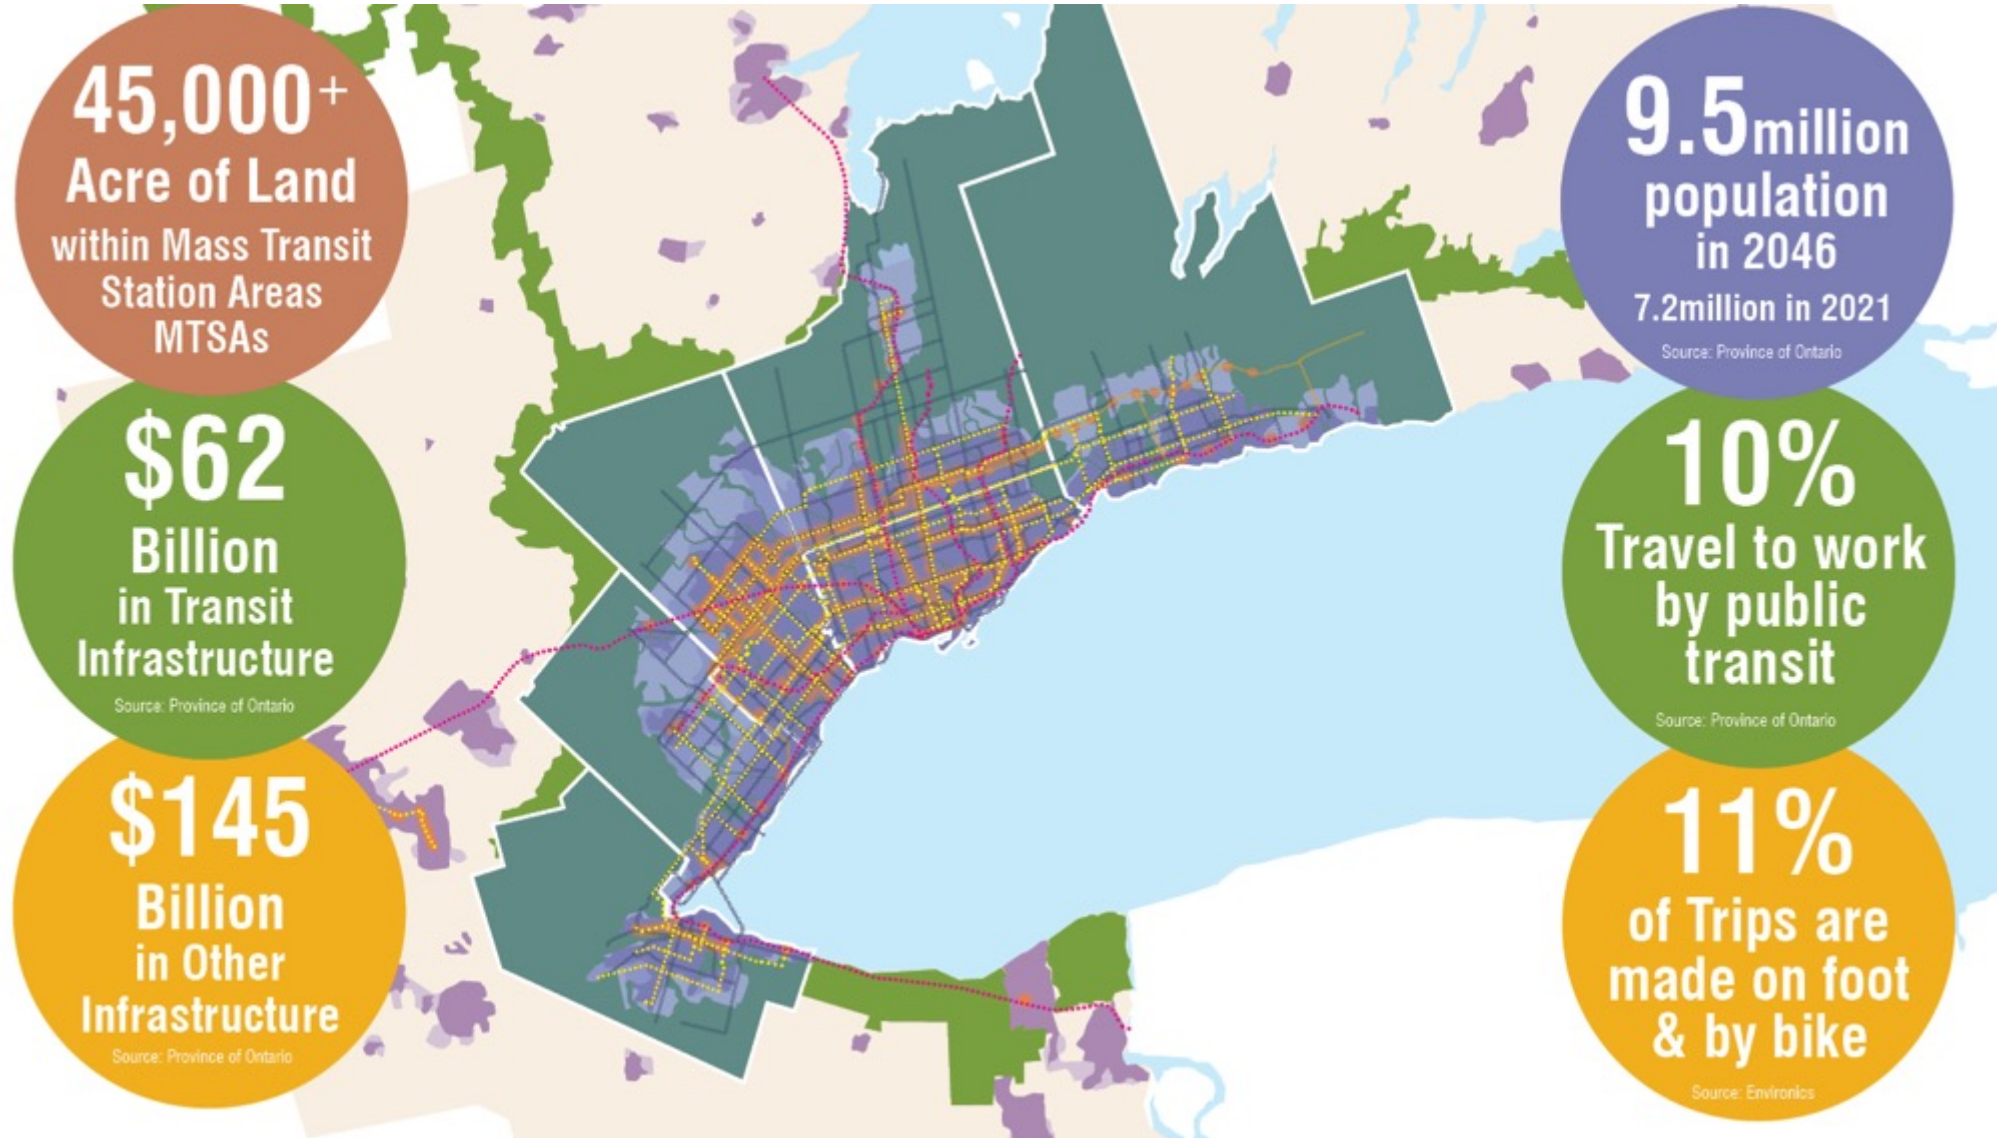 45,000+
Acre of Land
within Mass Transit
Station Areas
MTSAs
$62
Billion
in Transit
Infrastructure
Source: Province of Ontario
$145
Billion
in Other
Infrastructure
Source: Province of Ontario
9.5million
population
in 2046
7.2million in 2021
Source: Province of Ontario
10%
Travel to work
by public
transit
Source: Province of Ontario
11%
of Trips are
made on foot
& by bike
Source: Environics